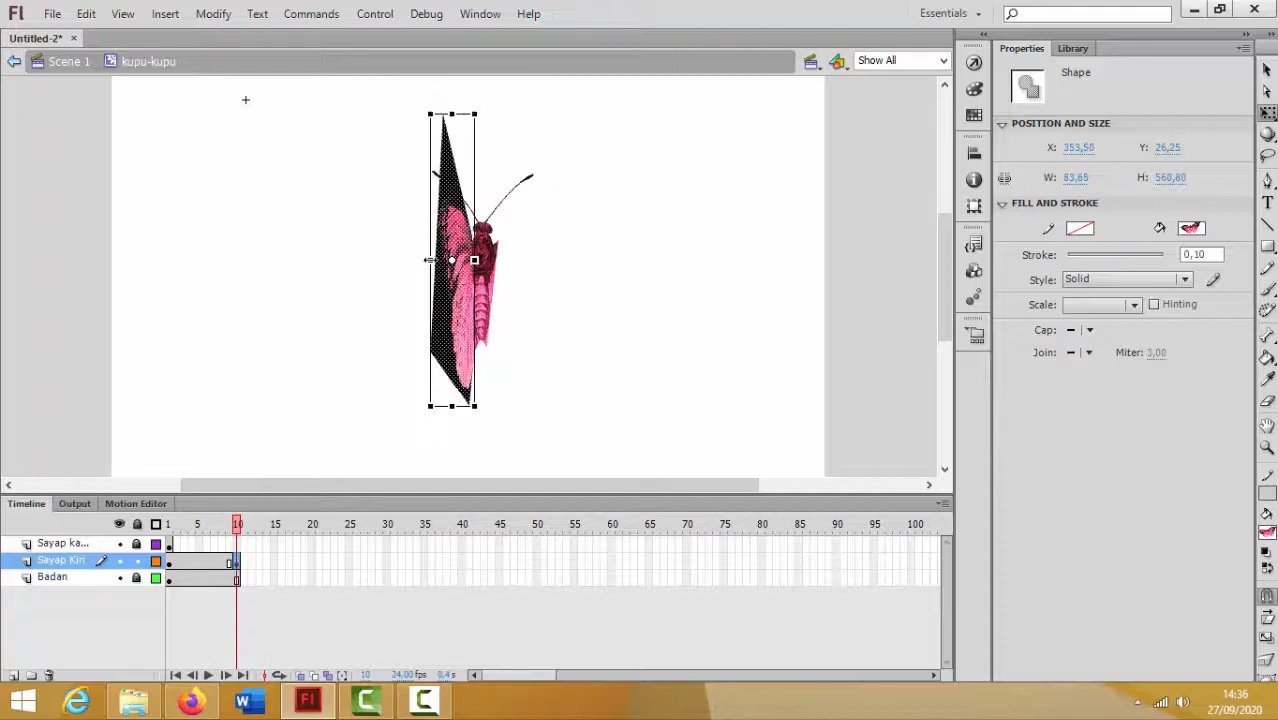 Fl File Edit View Insert Modify Text Commands Control Debug Window Help Essentials
Untitled-2* ×
Scene 1 kupu-kupu Show All
Properties Library
Shape
POSITION AND SIZE
X: 353,50 Y: 26,25
W: 83,65 H: 560,80
FILL AND STROKE
Stroke: 0,10
Style: Solid
Scale: Hinting
Cap:
Join: Miter: 3,00
Timeline Output Motion Editor
1 5 10 15 20 25 30 35 40 45 50 55 60 65 70 75 80 85 90 95 100
Sayap ka...
Sayap Kiri
Badan
10 24,00fps 0.4s
Fl
14:36
27/09/2020